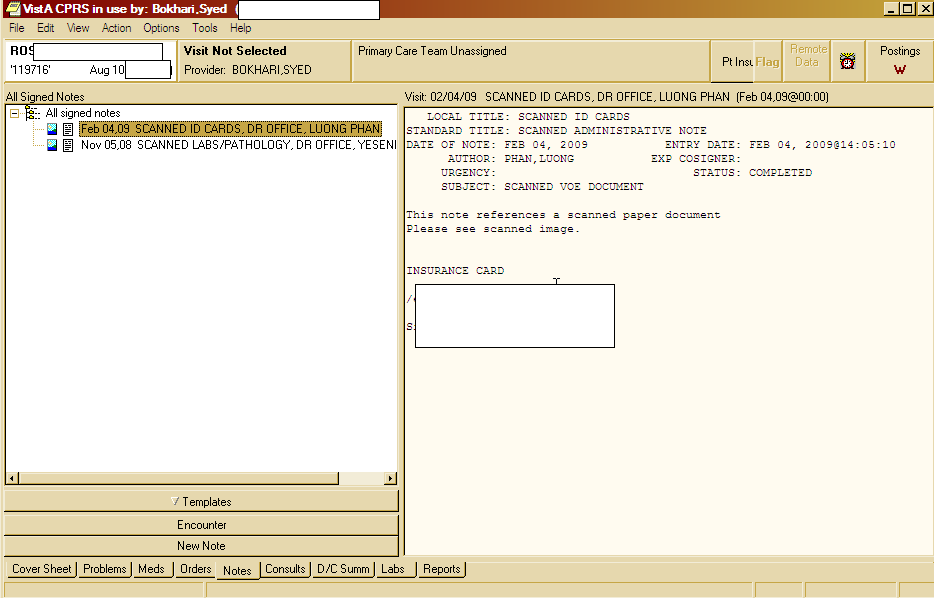 VistA CPRS in use by: Bokhari,Syed (
File Edit View Action Options Tools Help
ROS
'119716' Aug 10
Visit Not Selected
Provider: BOKHARI,SYED
Primary Care Team Unassigned
Pt Insu
Flag
Remote
Data
Postings
W
All Signed Notes
All signed notes
Feb 04,09 SCANNED ID CARDS, DR OFFICE, LUONG PHAN
Nov 05,08 SCANNED LABS/PATHOLOGY, DR OFFICE, YESENI
Templates
Encounter
New Note
Visit: 02/04/09 SCANNED ID CARDS, DR OFFICE, LUONG PHAN (Feb 04,09@00:00)
LOCAL TITLE: SCANNED ID CARDS
STANDARD TITLE: SCANNED ADMINISTRATIVE NOTE
DATE OF NOTE: FEB 04, 2009 ENTRY DATE: FEB 04, 2009@14:05:10
AUTHOR: PHAN,LUONG EXP COSIGNER:
URGENCY: STATUS: COMPLETED
SUBJECT: SCANNED VOE DOCUMENT
This note references a scanned paper document
Please see scanned image.
INSURANCE CARD
Cover Sheet Problems Meds Orders Notes Consults D/C Summ Labs Reports